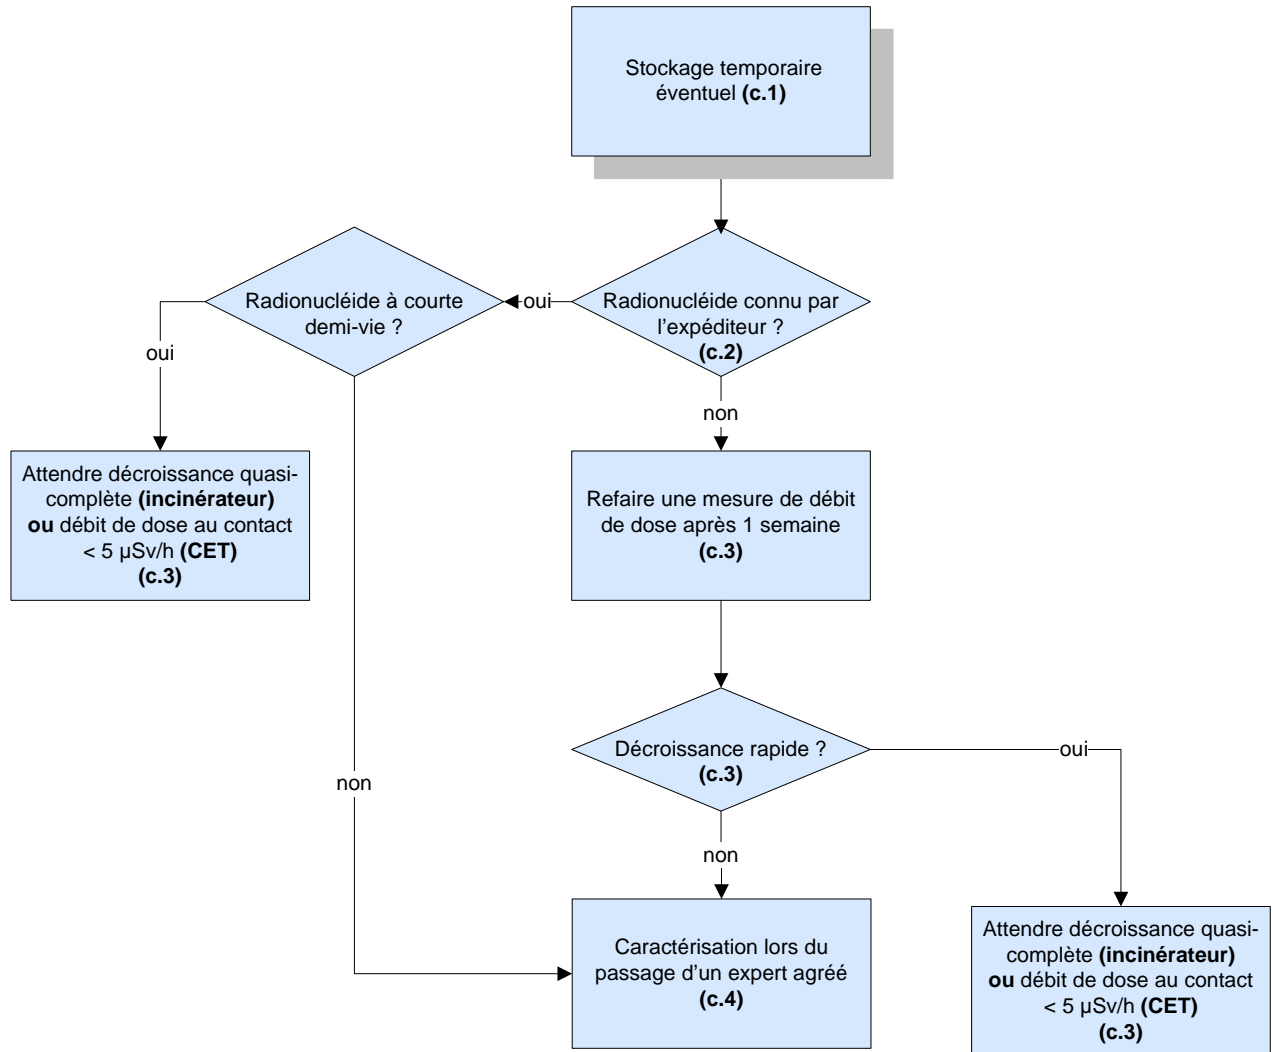 Stockage temporaire
éventuel (c.1)
Radionucléide à courte
demi-vie ?
oui
Radionucléide connu par
l'expéditeur ?
(c.2)
oui
non
Attendre décroissance quasi-
complète (incinérateur)
ou débit de dose au contact
< 5 µSv/h (CET)
(c.3)
Refaire une mesure de débit
de dose après 1 semaine
(c.3)
Décroissance rapide ?
(c.3)
oui
non
non
Caractérisation lors du
passage d'un expert agréé
(c.4)
Attendre décroissance quasi-
complète (incinérateur)
ou débit de dose au contact
< 5 µSv/h (CET)
(c.3)